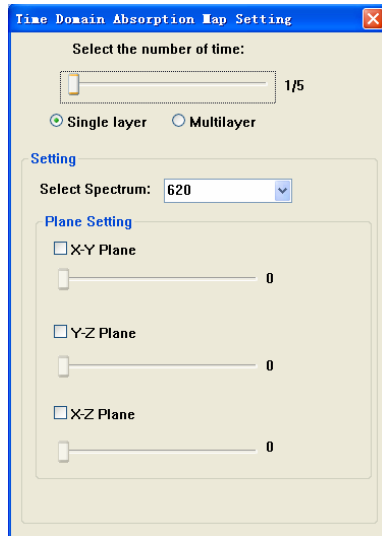 Time Domain Absorption Map Setting
Select the number of time:
1/5
Single layer Multilayer
Setting
Select Spectrum: 620
Plane Setting
X-Y Plane
0
Y-Z Plane
0
X-Z Plane
0